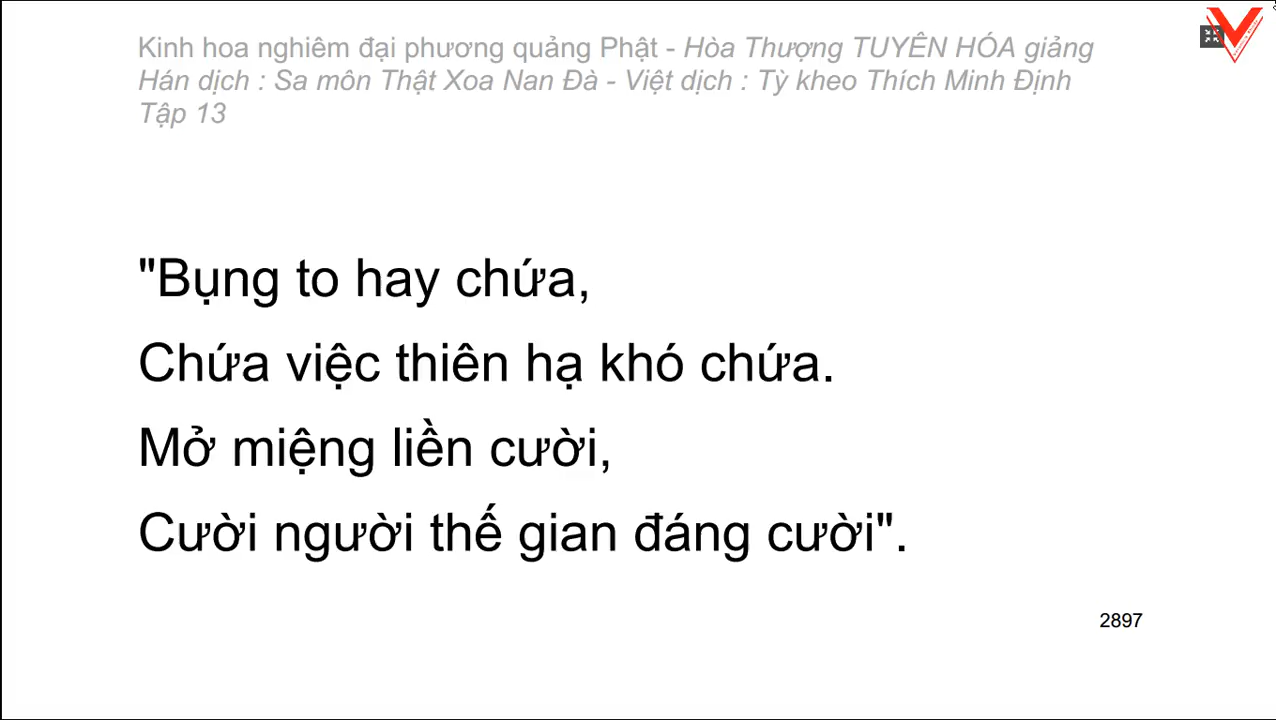 Kinh hoa nghiêm đại phương quảng Phật - Hòa Thượng TUYÊN HÓA giảng
Hán dịch : Sa môn Thật Xoa Nan Đà - Việt dịch : Tỳ kheo Thích Minh Định
Tập 13
"Bụng to hay chứa,
Chứa việc thiên hạ khó chứa.
Mở miệng liền cười,
Cười người thế gian đáng cười".
2897